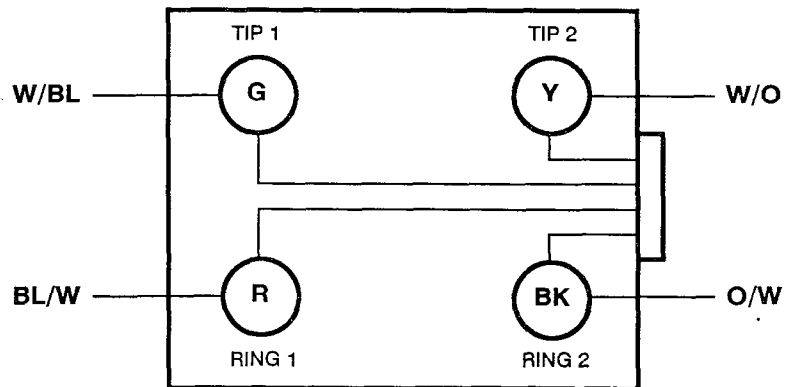 TIP 1
TIP 2
W/BL
G
Y
W/O
BL/W
R
BK
O/W
RING 1
RING 2